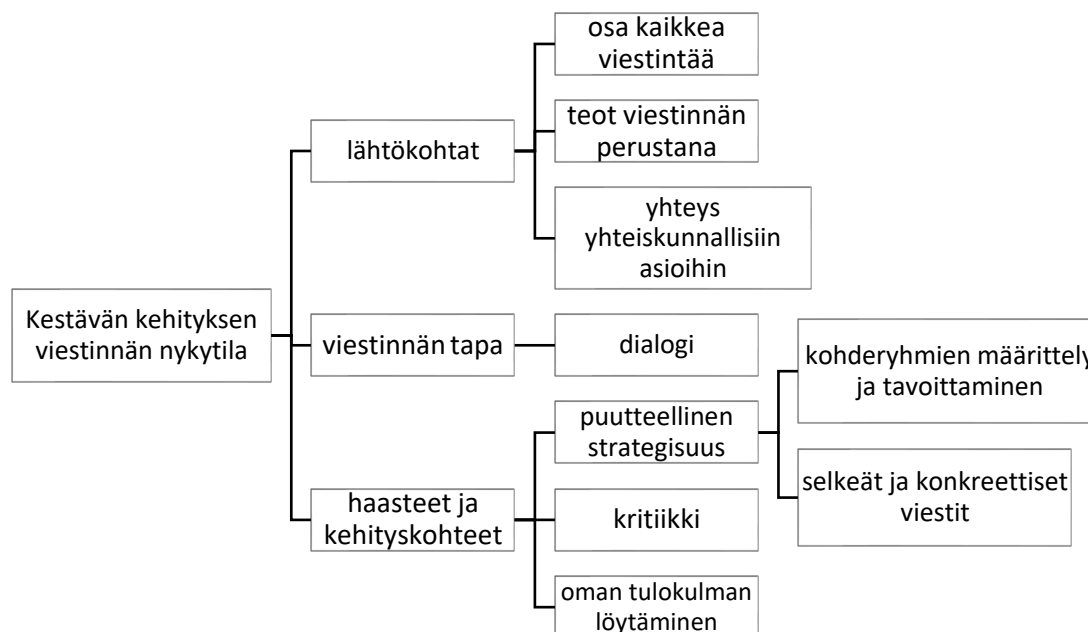 osa kaikkea
viestintää
teot viestinnän
perustana
lähtökohtat
yhteys
yhteiskunnallisiin
asioihin
Kestävän kehityksen
viestinnän nykytila
viestinnän tapa
dialogi
kohderyhmien määrittely
ja tavoittaminen
puutteellinen
strategisuus
selkeät ja konkreettiset
viestit
haasteet ja
kehityskohteet
kritiikki
oman tulokulman
löytäminen